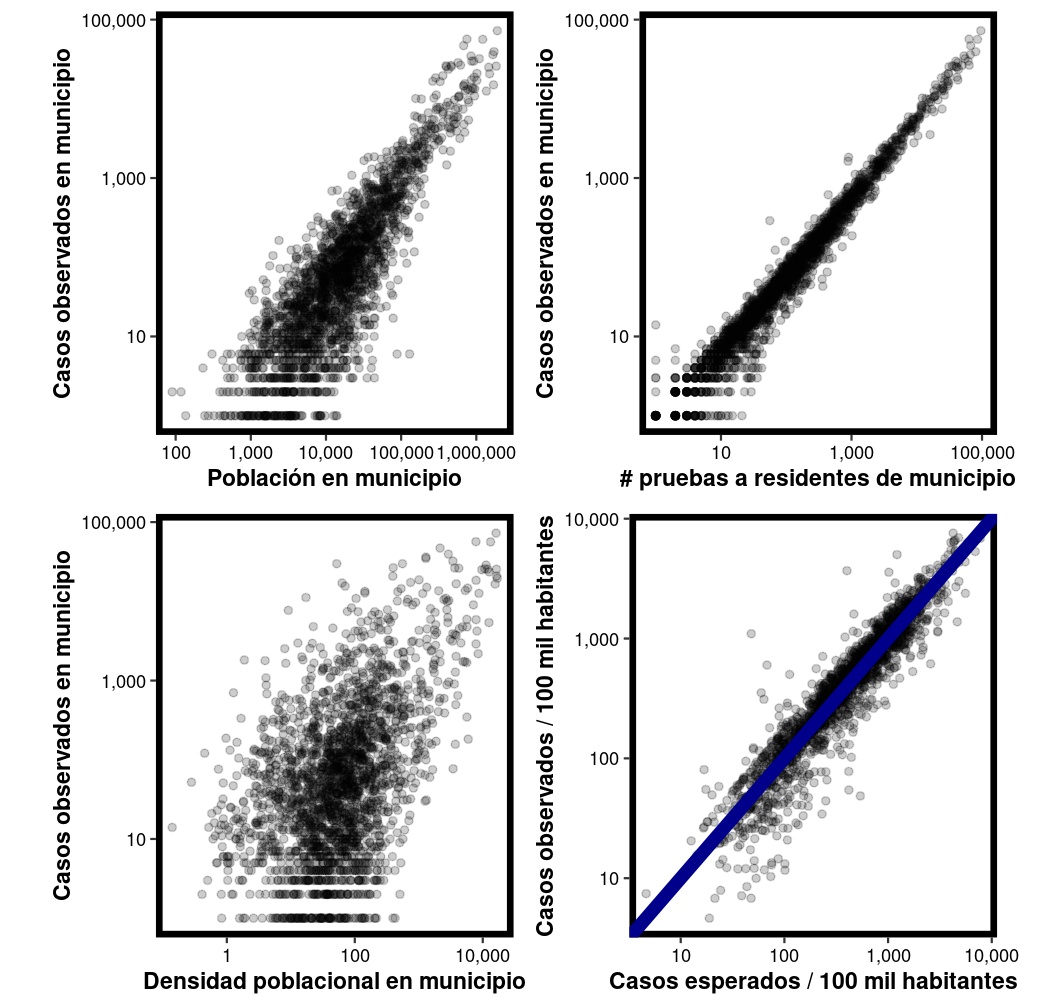 Casos observados en municipio
100,000
1,000
10
100 1,000 10,000 100,000 1,000,000
Población en municipio
Casos observados en municipio
100,000
1,000
10
10 1,000 100,000
# pruebas a residentes de municipio
Casos observados en municipio
100,000
1,000
10
1 100 10,000
Densidad poblacional en municipio
Casos observados / 100 mil habitantes
10,000
1,000
100
10
10 100 1,000 10,000
Casos esperados / 100 mil habitantes